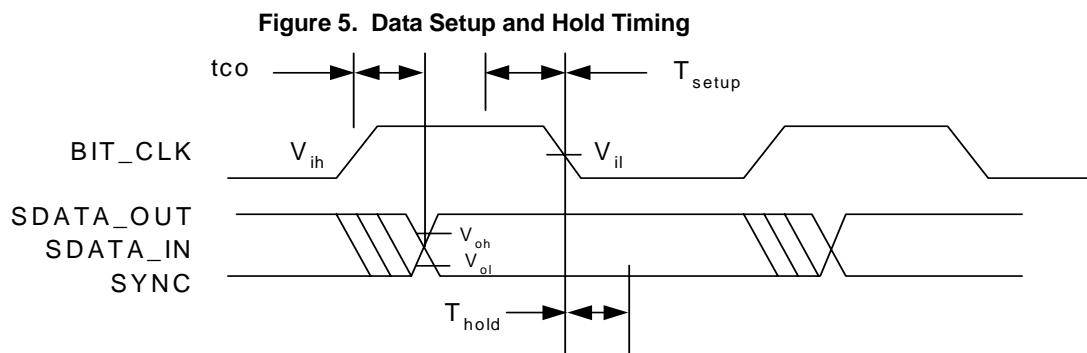 Figure 5. Data Setup and Hold Timing
tco
T setup
BIT_CLK
V ih
V il
SDATA_OUT
V oh
SDATA_IN
V ol
SYNC
T hold